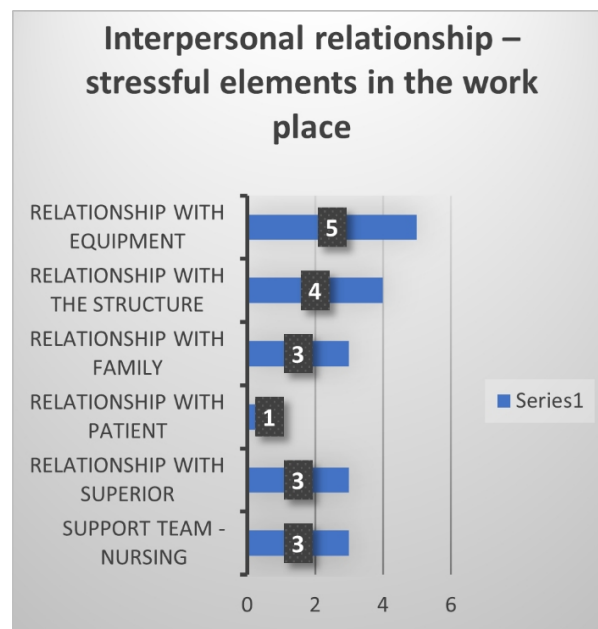 Interpersonal relationship –
stressful elements in the work
place
RELATIONSHIP WITH
EQUIPMENT
5
RELATIONSHIP WITH
THE STRUCTURE
4
RELATIONSHIP WITH
FAMILY
3
RELATIONSHIP WITH
PATIENT
1
RELATIONSHIP WITH
SUPERIOR
3
SUPPORT TEAM -
NURSING
3
Series1
0 2 4 6